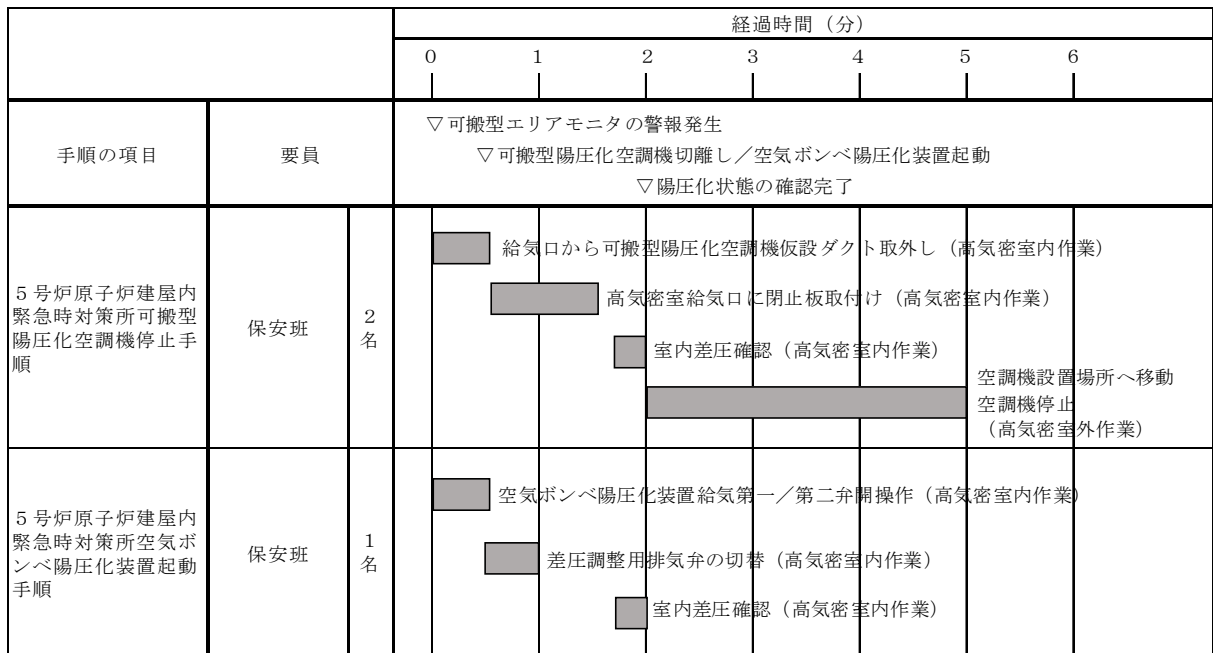 経過時間（分）
0 1 2 3 4 5 6
手順の項目
要員
▽可搬型エリアモニタの警報発生
▽可搬型陽圧化空調機切離し／空気ボンベ陽圧化装置起動
▽陽圧化状態の確認完了
５号炉原子炉建屋内
緊急時対策所可搬型
陽圧化空調機停止手
順
保安班
２
名
給気口から可搬型陽圧化空調機仮設ダクト取外し（高気密室内作業）
高気密室給気口に閉止板取付け（高気密室内作業）
室内差圧確認（高気密室内作業）
空調機設置場所へ移動
空調機停止
（高気密室外作業）
５号炉原子炉建屋内
緊急時対策所空気ボ
ンベ陽圧化装置起動
手順
保安班
１
名
空気ボンベ陽圧化装置給気第一／第二弁開操作（高気密室内作業）
差圧調整用排気弁の切替（高気密室内作業）
室内差圧確認（高気密室内作業）